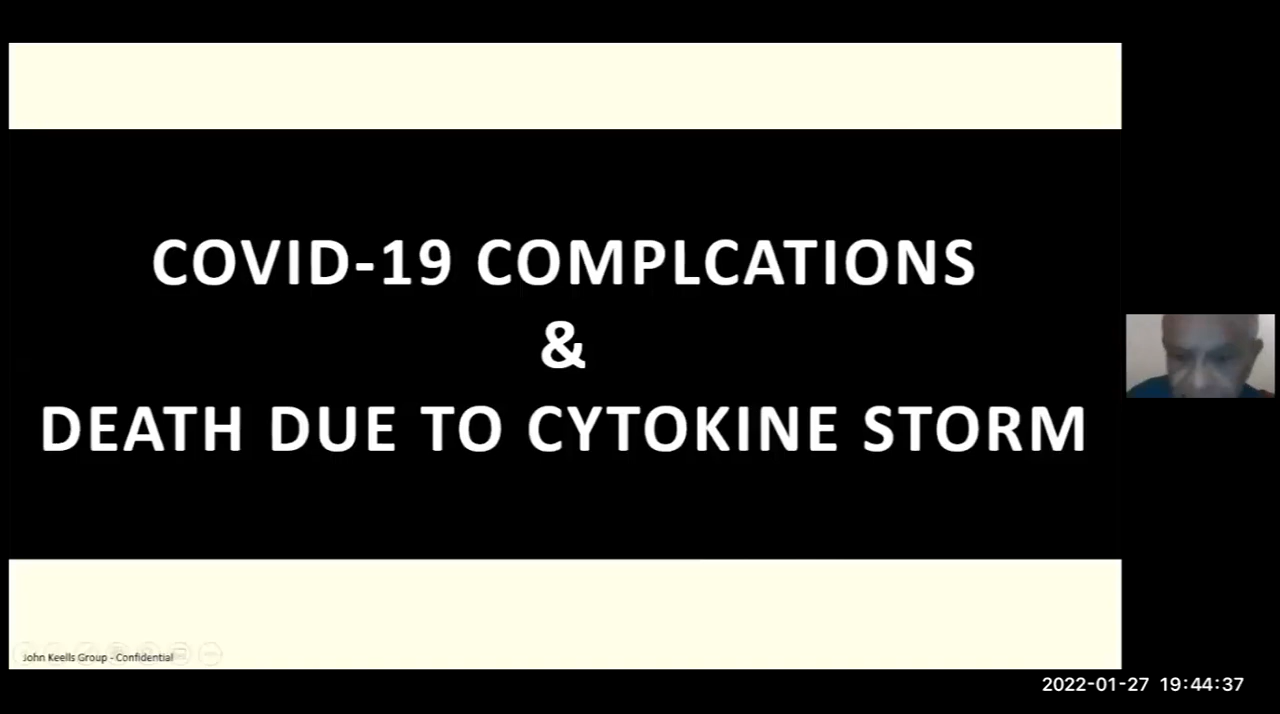 COVID-19 COMPLCATIONS
&
DEATH DUE TO CYTOKINE STORM
John Keells Group - Confidential
2022-01-27 19:44:37